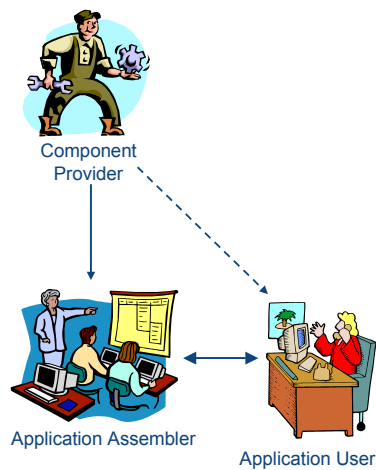 Component
Provider
Application Assembler
Application User